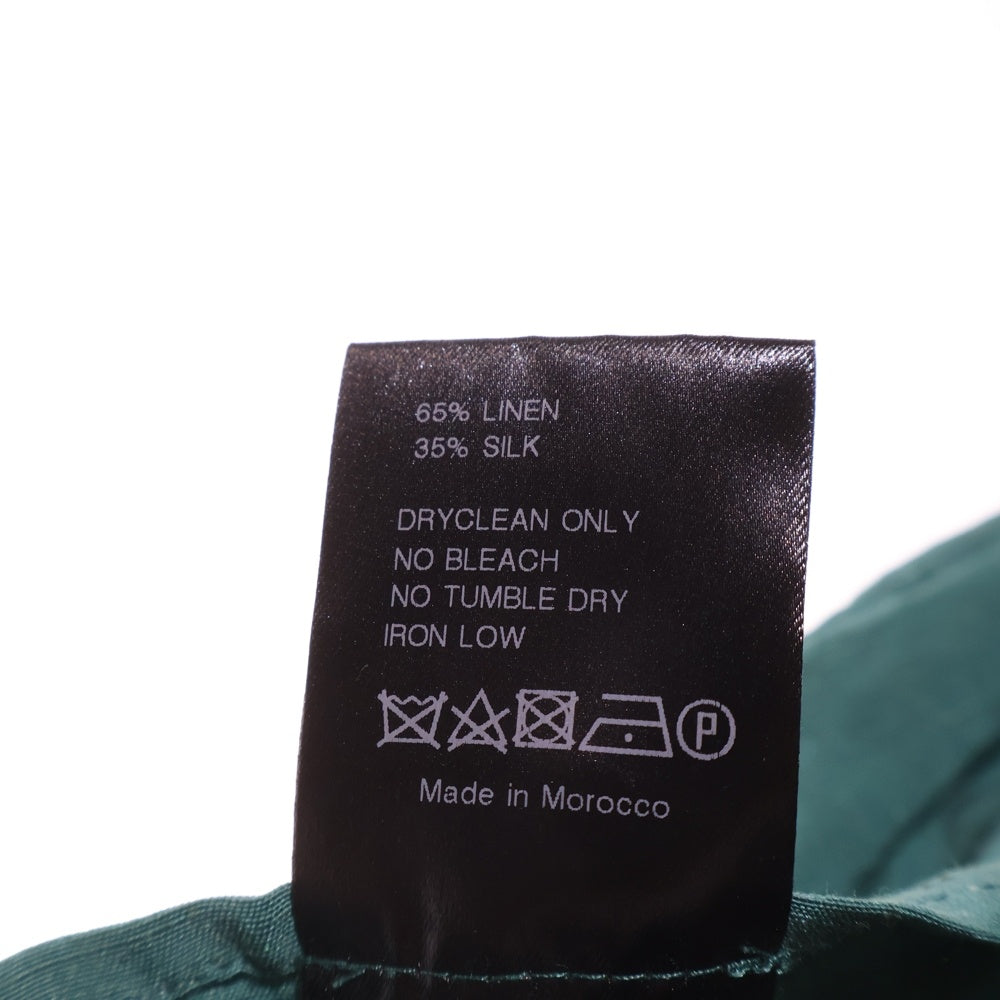 65% LINEN
35% SILK
DRYCLEAN ONLY
NO BLEACH
NO TUMBLE DRY
IRON LOW
P
Made in Morocco